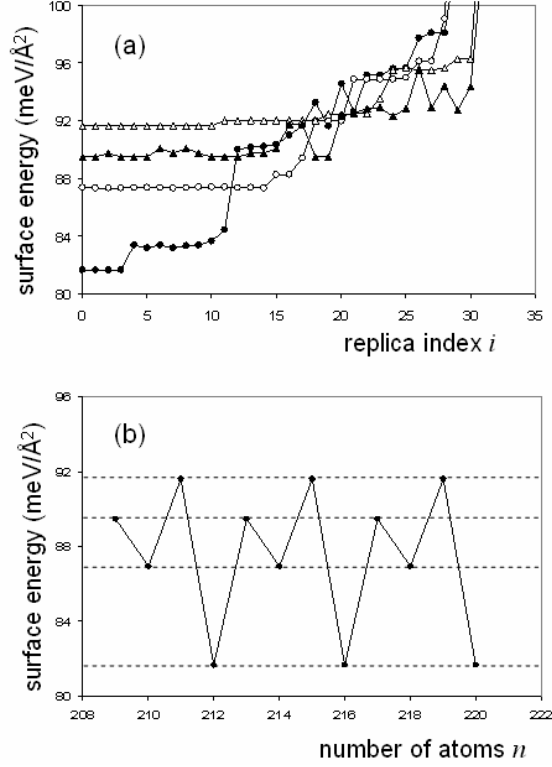 100
96
92
88
84
80
surface energy (meV/Å2)
(a)
0 5 10 15 20 25 30 35
replica index i
96
92
88
84
80
surface energy (meV/Å2)
(b)
208 210 212 214 216 218 220 222
number of atoms n